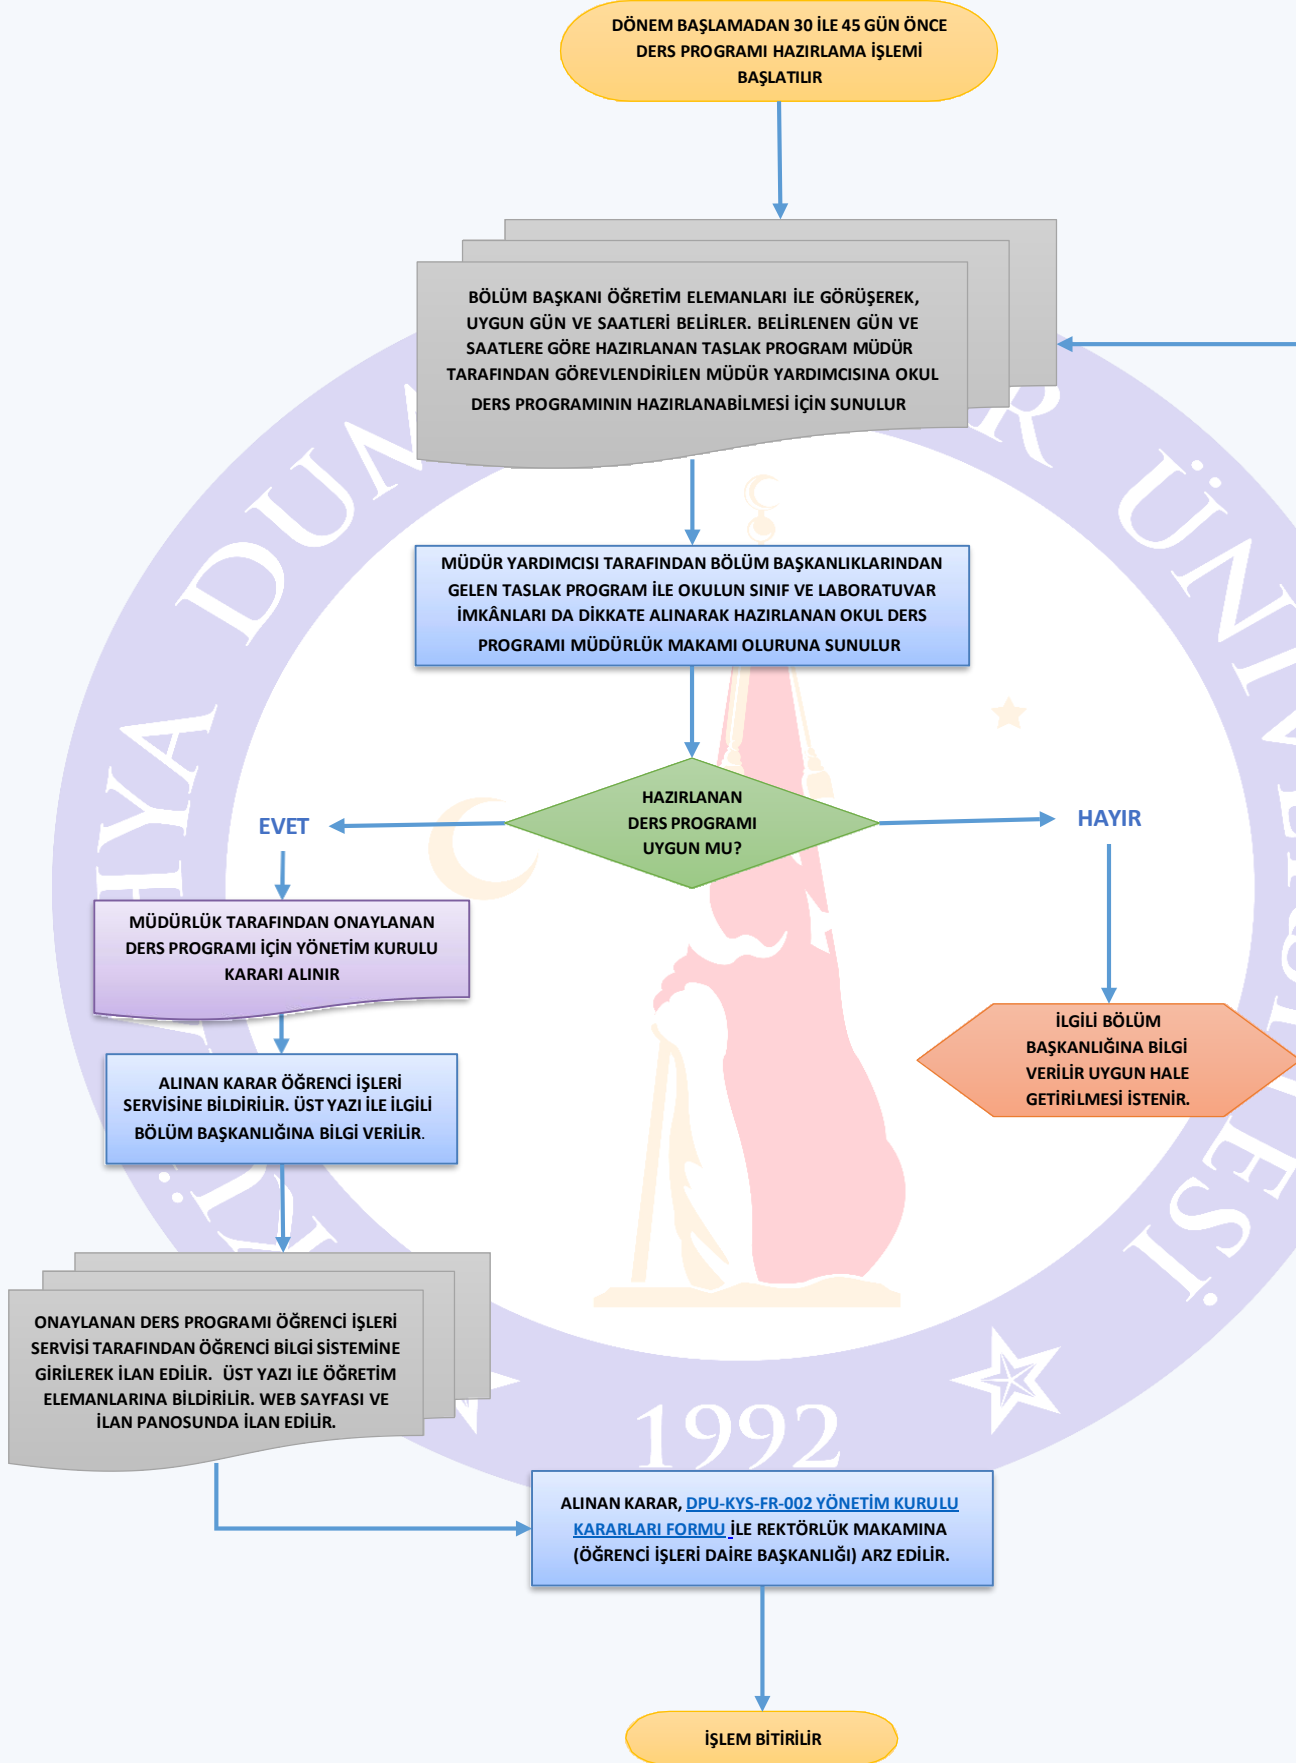 DÖNEM BAŞLAMADAN 30 İLE 45 GÜN ÖNCE
DERS PROGRAMI HAZIRLAMA İŞLEMİ
BAŞLATILIR
BÖLÜM BAŞKANI ÖĞRETİM ELEMANLARI İLE GÖRÜŞEREK,
UYGUN GÜN VE SAATLERİ BELİRLER. BELİRLENEN GÜN VE
SAATLERE GÖRE HAZIRLANAN TASLAK PROGRAM MÜDÜR
TARAFINDAN GÖREVLENDİRİLEN MÜDÜR YARDIMCISINA OKUL
DERS PROGRAMININ HAZIRLANABİLMESİ İÇİN SUNULUR
MÜDÜR YARDIMCISI TARAFINDAN BÖLÜM BAŞKANLIKLARINDAN
GELEN TASLAK PROGRAM İLE OKULUN SINIF VE LABORATUVAR
İMKÂNLARI DA DİKKATE ALINARAK HAZIRLANAN OKUL DERS
PROGRAMI MÜDÜRLÜK MAKAMI OLURUNA SUNULUR
HAZIRLANAN
DERS PROGRAMI
UYGUN MU?
EVET
HAYIR
MÜDÜRLÜK TARAFINDAN ONAYLANAN
DERS PROGRAMI İÇİN YÖNETİM KURULU
KARARI ALINIR
İLGİLİ BÖLÜM
BAŞKANLIĞINA BİLGİ
VERİLİR UYGUN HALE
GETİRİLMESİ İSTENİR.
ALINAN KARAR ÖĞRENCİ İŞLERİ
SERVİSİNE BİLDİRİLİR. ÜST YAZI İLE İLGİLİ
BÖLÜM BAŞKANLIĞINA BİLGİ VERİLİR.
ONAYLANAN DERS PROGRAMI ÖĞRENCİ İŞLERİ
SERVİSİ TARAFINDAN ÖĞRENCİ BİLGİ SİSTEMİNE
GİRİLEREK İLAN EDİLİR. ÜST YAZI İLE ÖĞRETİM
ELEMANLARINA BİLDİRİLİR. WEB SAYFASI VE
İLAN PANOSUNDA İLAN EDİLİR.
1992
ALINAN KARAR, DPU-KYS-FR-002 YÖNETİM KURULU
KARARLARI FORMU İLE REKTÖRLÜK MAKAMINA
(ÖĞRENCİ İŞLERİ DAİRE BAŞKANLIĞI) ARZ EDİLİR.
İŞLEM BİTİRİLİR